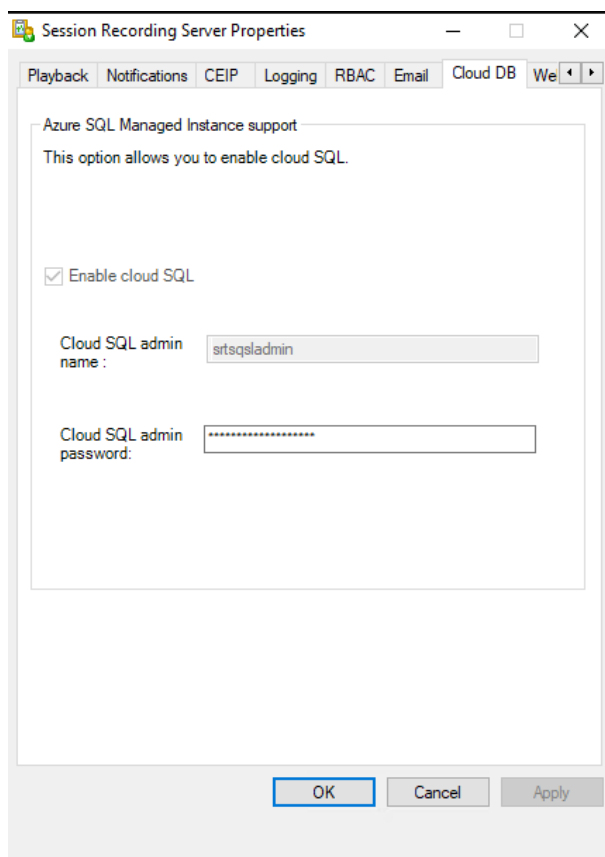 Session Recording Server Properties
Playback Notifications CEIP Logging RBAC Email Cloud DB We
Azure SQL Managed Instance support
This option allows you to enable cloud SQL.
Enable cloud SQL
Cloud SQL admin
name :
srtsqsladmin
Cloud SQL admin
password:
*******************
OK Cancel Apply